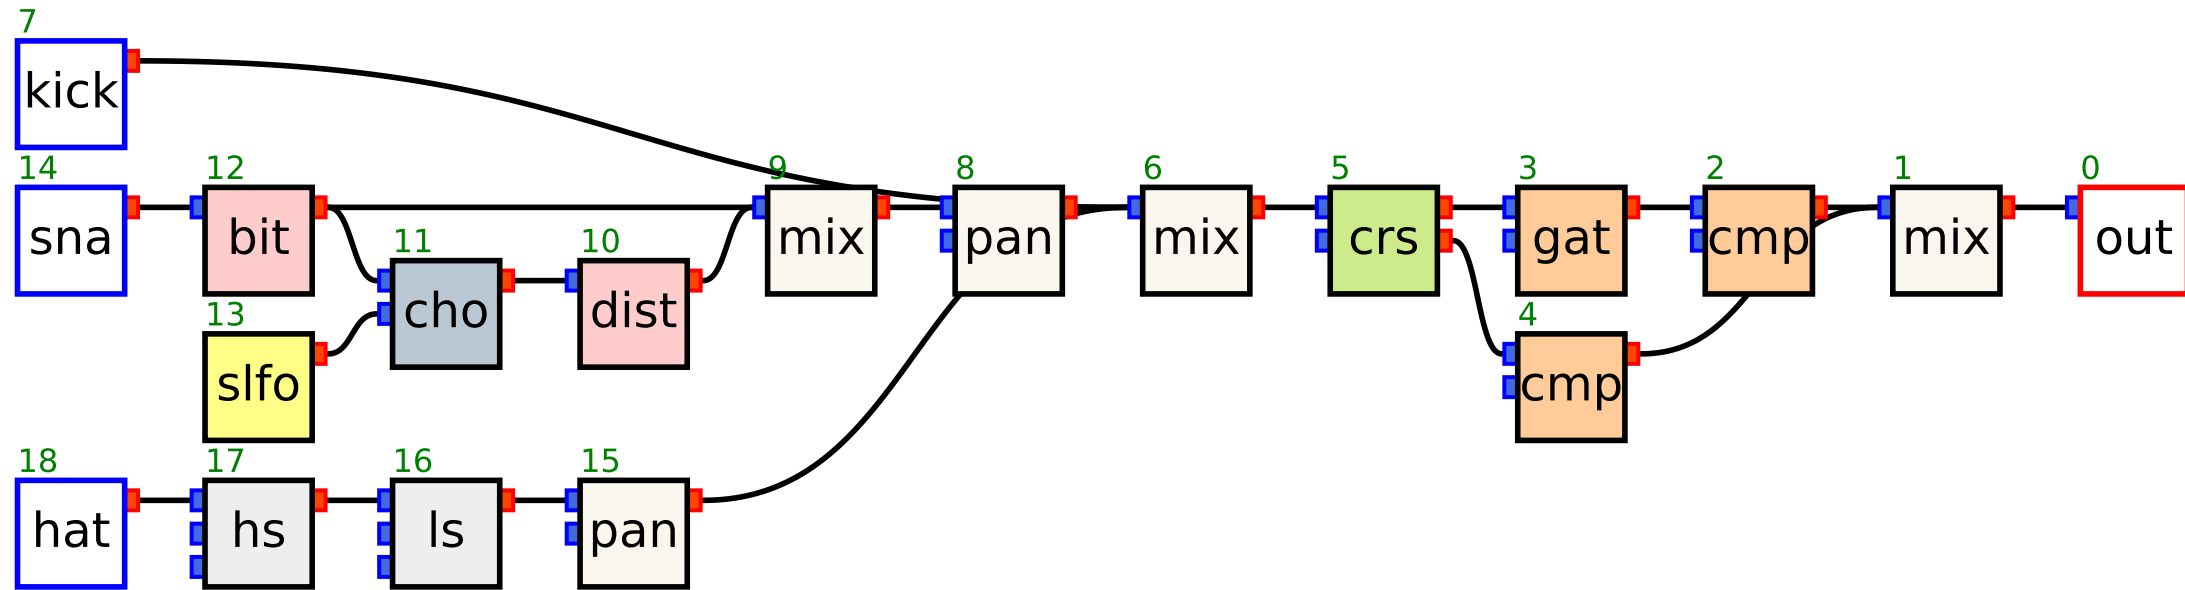 7
kick
14 12 9 8 6 5 3 2 1 0
sna bit mix pan mix crs gat cmp mix out
11 10
cho dist
13 4
slfo cmp
18 17 16 15
hat hs ls pan